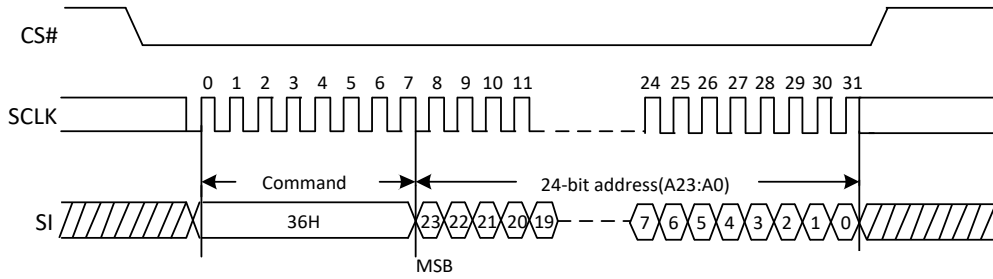 CS#
0 1 2 3 4 5 6 7 8 9 10 11 24 25 26 27 28 29 30 31
SCLK
Command 24-bit address(A23:A0)
SI 36H 23 22 21 20 19 7 6 5 4 3 2 1 0
MSB